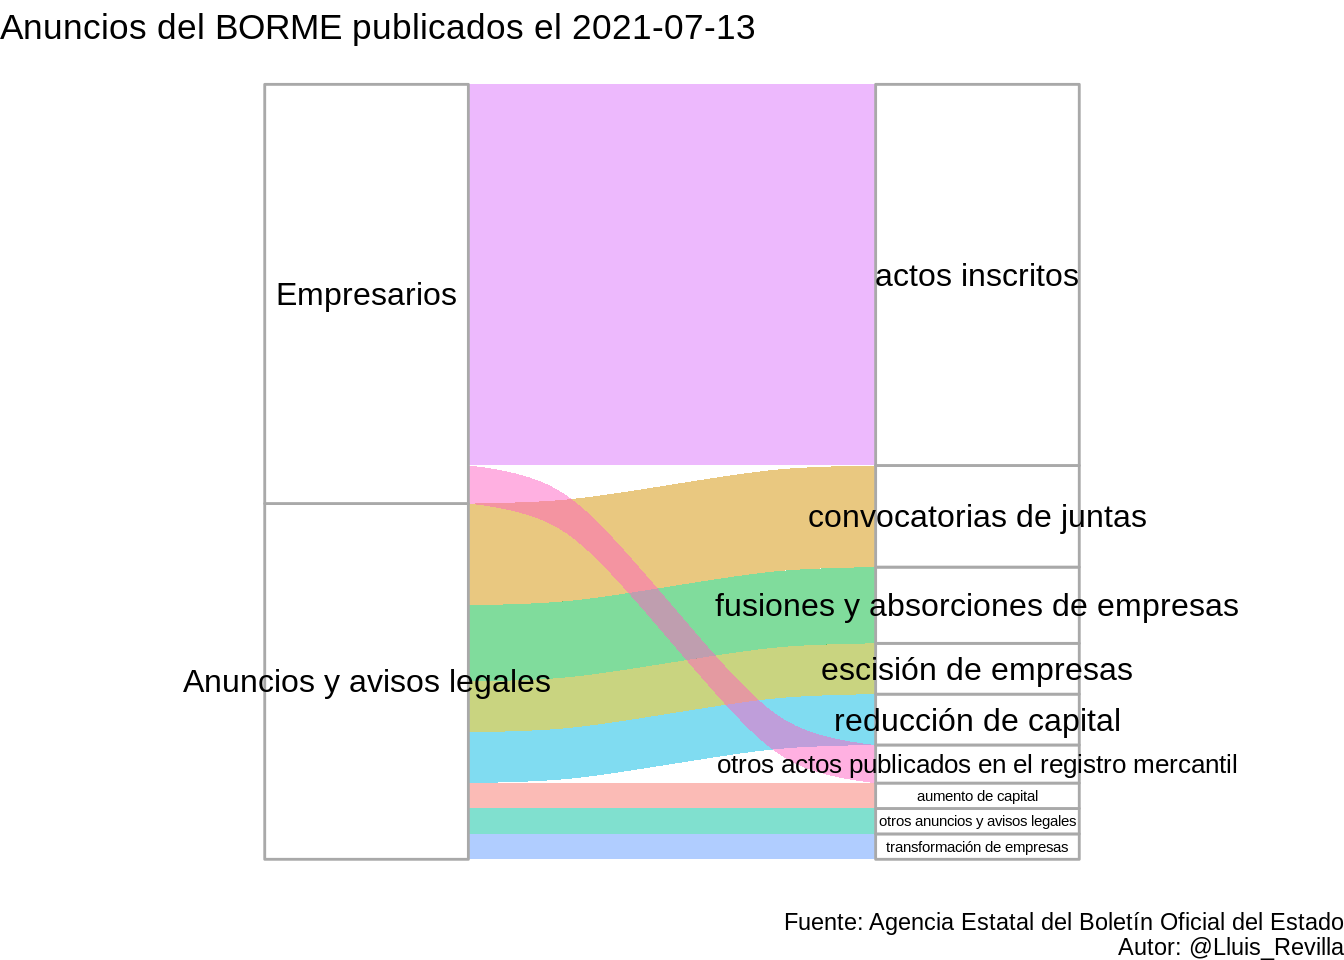 Anuncios del BORME publicados el 2021-07-13
Empresarios
Anuncios y avisos legales
actos inscritos
convocatorias de juntas
fusiones y absorciones de empresas
escisión de empresas
reducción de capital
otros actos publicados en el registro mercantil
aumento de capital
otros anuncios y avisos legales
transformación de empresas
Fuente: Agencia Estatal del Boletín Oficial del Estado
Autor: @Lluis_Revilla